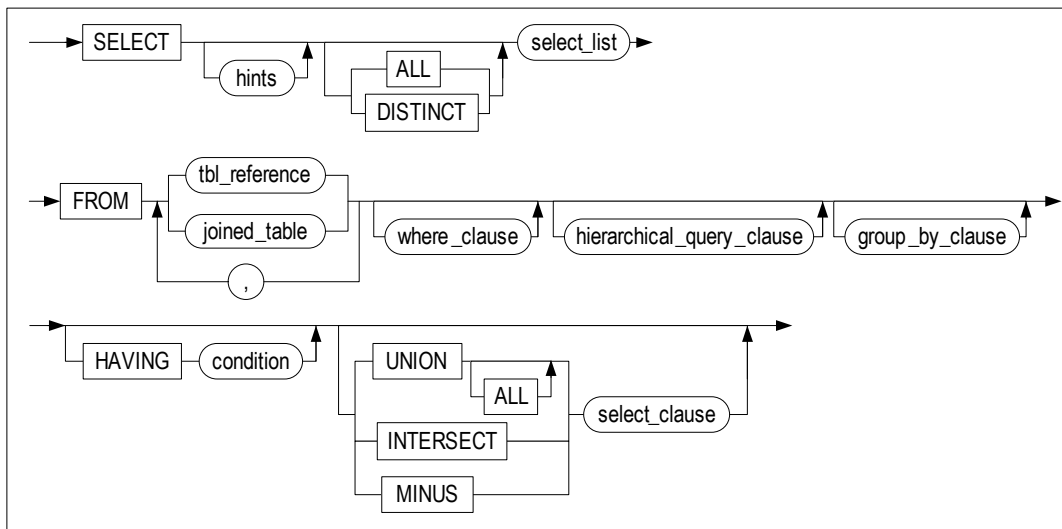 SELECT hints ALL DISTINCT select_list
FROM tbl_reference joined_table , where_clause hierarchical_query_clause group_by_clause
HAVING condition UNION ALL INTERSECT MINUS select_clause